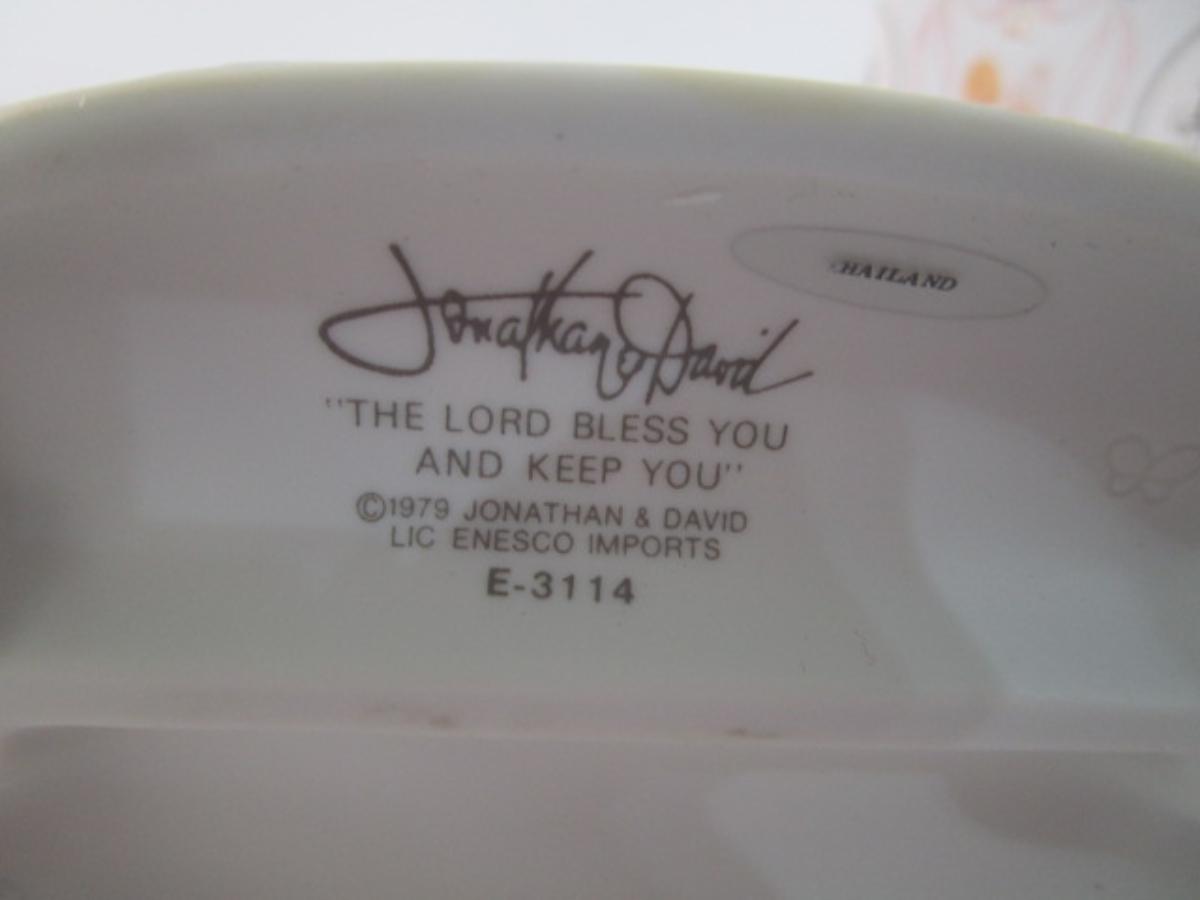 Jonathan & David
HAILAND
"THE LORD BLESS YOU
AND KEEP YOU"
©1979 JONATHAN & DAVID
LIC ENESCO IMPORTS
E-3114